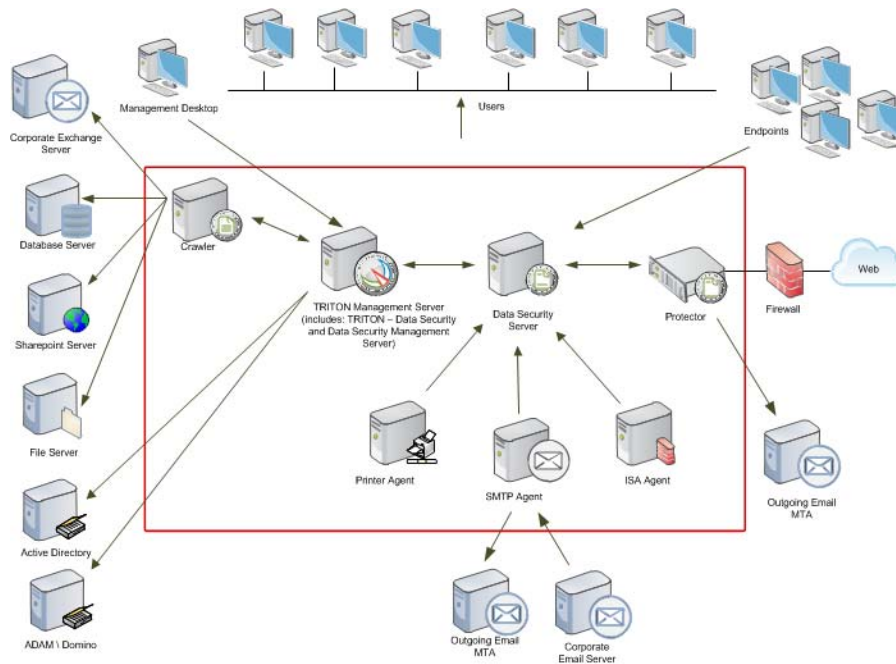 Management Desktop
Users
Endpoints
Corporate Exchange
Server
Database Server
Sharepoint Server
File Server
Active Directory
ADAM \ Domino
Crawler
TRITON Management Server
(includes: TRITON – Data Security
and Data Security Management
Server)
Data Security
Server
Protector
Firewall
Web
Printer Agent
SMTP Agent
ISA Agent
Outgoing Email
MTA
Outgoing Email
MTA
Corporate
Email Server